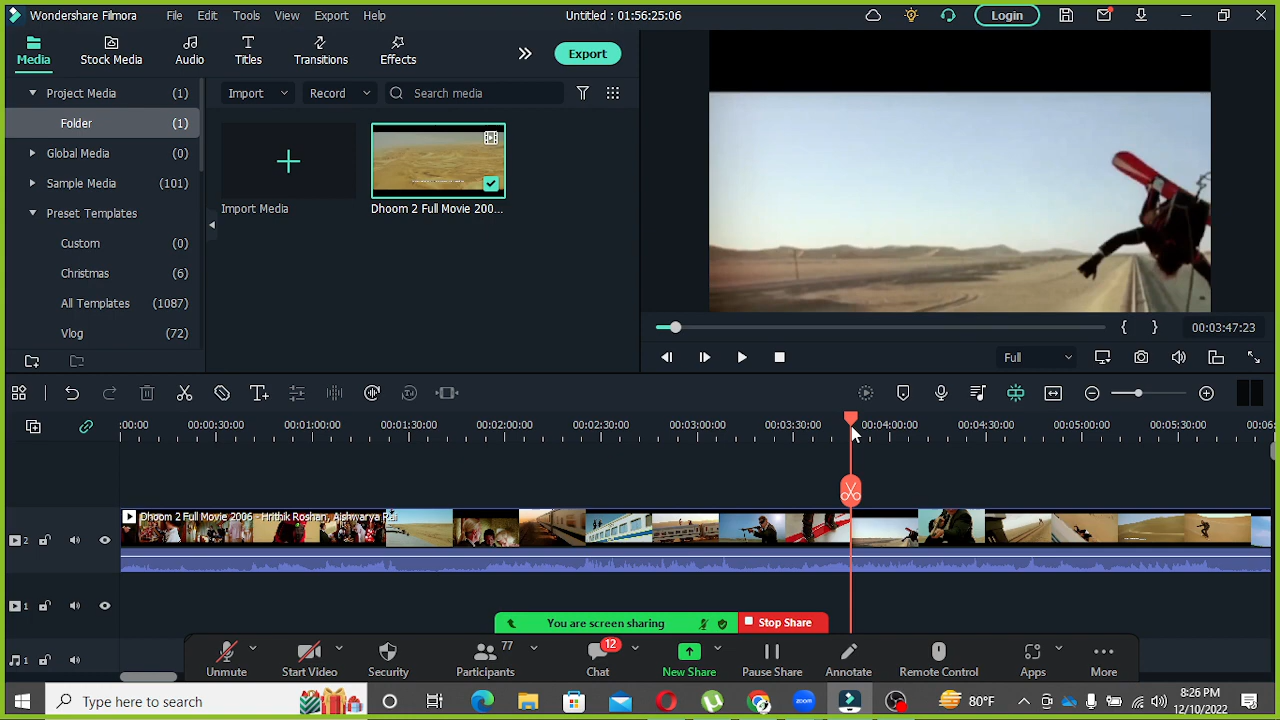 Wondershare Filmora File Edit Tools View Export Help Untitled : 01:56:25:06 Login
Media Stock Media Audio Titles Transitions Effects Export
Project Media (1)
Folder (1)
Global Media (0)
Sample Media (101)
Preset Templates
Custom (0)
Christmas (6)
All Templates (1087)
Vlog (72)
Import Record Search media
Import Media
Dhoom 2 Full Movie 200...
{ } 00:03:47:23
Full
:00:00 00:00:30:00 00:01:00:00 00:01:30:00 00:02:00:00 00:02:30:00 00:03:00:00 00:03:30:00 00:04:00:00 00:04:30:00 00:05:00:00 00:05:30:00 00:06:
Dhoom 2 Full Movie 2006 - Hrithik Roshan, Aishwarya Rai
2
1
1
You are screen sharing Stop Share
Unmute Start Video Security Participants 77 Chat 12 New Share Pause Share Annotate Remote Control Apps More
Type here to search
zoom
80°F
8:26 PM
12/10/2022